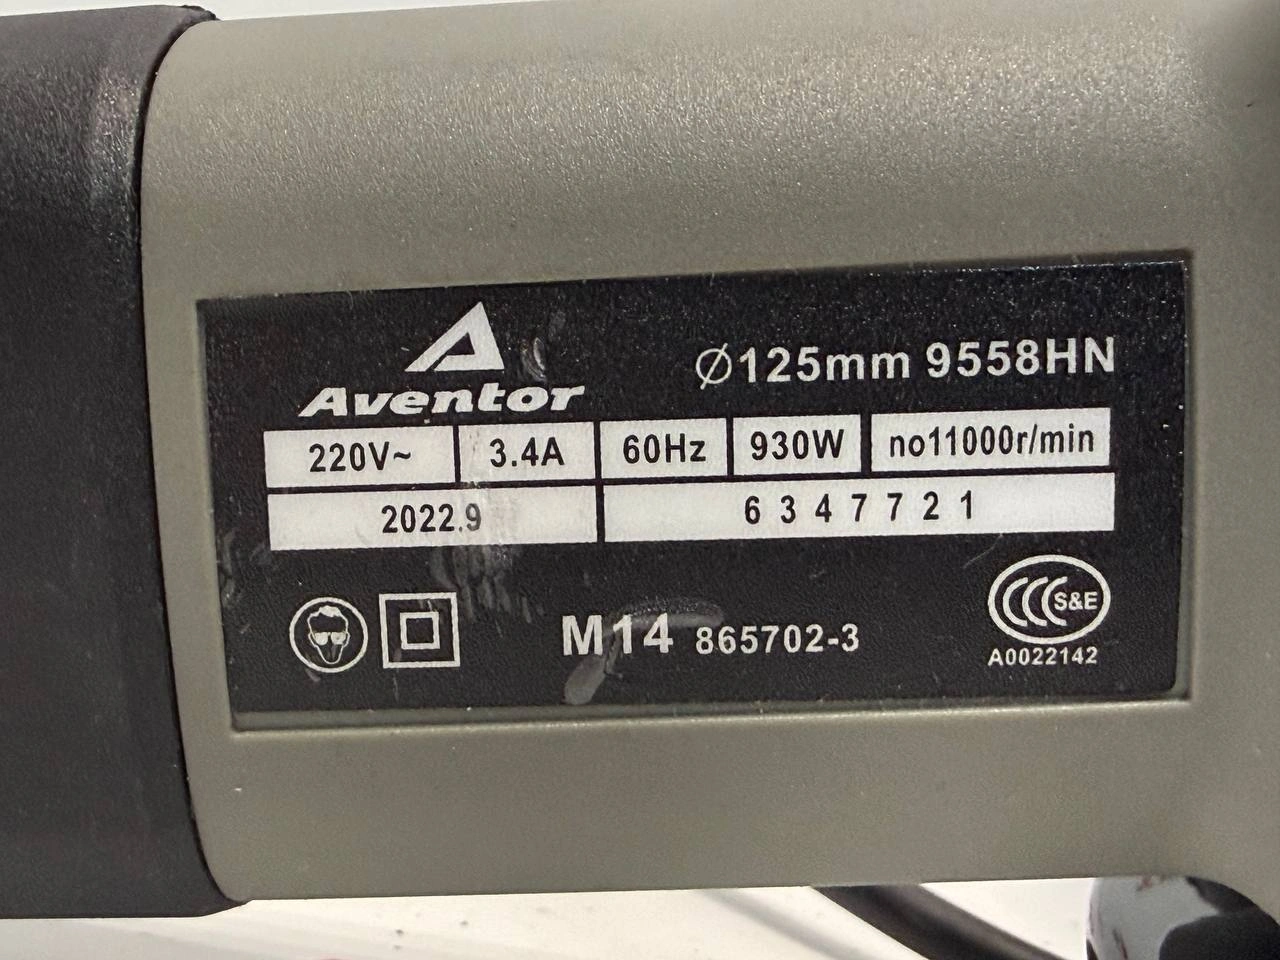 Aventor
Ø125mm 9558HN
220V~ 3.4A 60Hz 930W no11000r/min
2022.9 6347721
M14 865702-3
S&E
A0022142